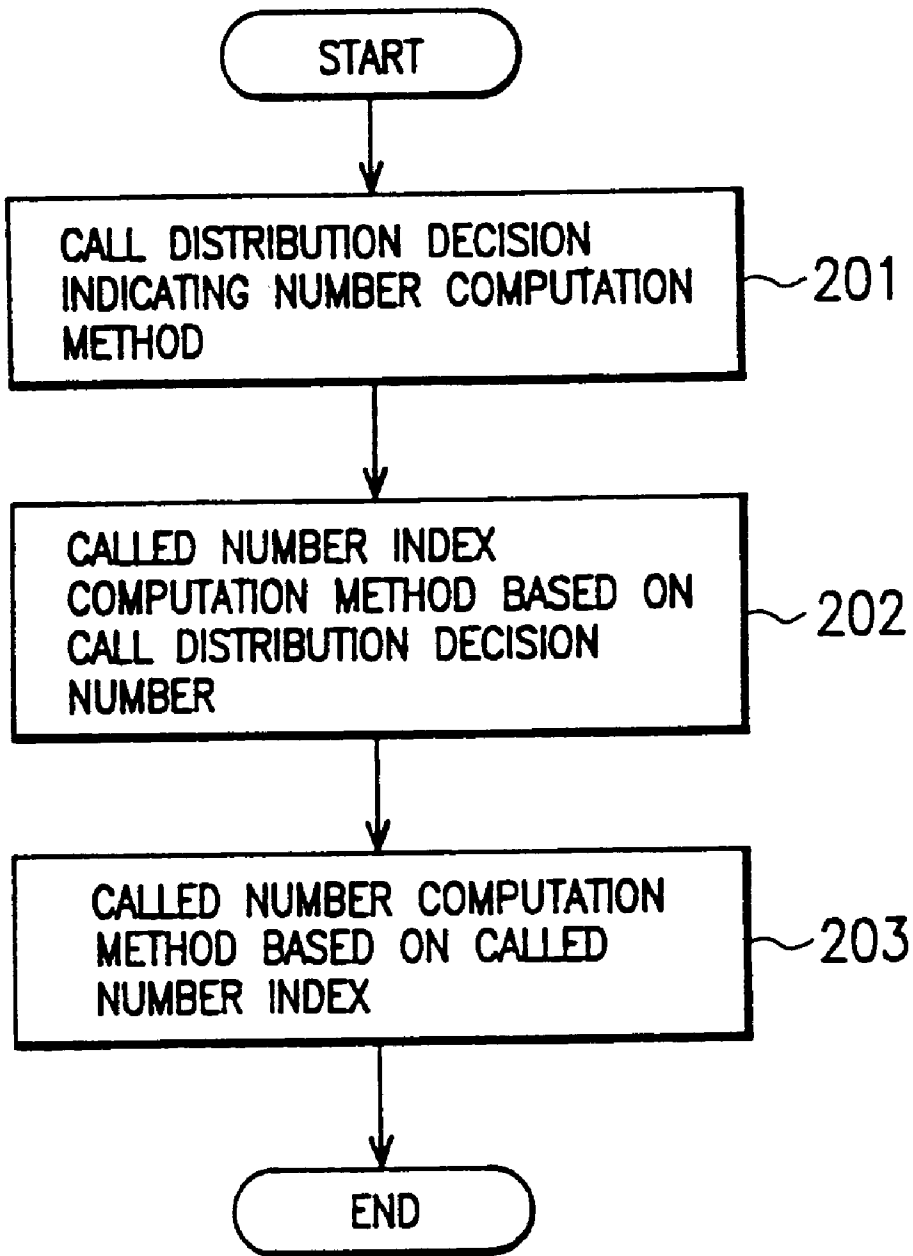 START
CALL DISTRIBUTION DECISION
INDICATING NUMBER COMPUTATION
METHOD
201
CALLED NUMBER INDEX
COMPUTATION METHOD BASED ON
CALL DISTRIBUTION DECISION
NUMBER
202
CALLED NUMBER COMPUTATION
METHOD BASED ON CALLED
NUMBER INDEX
203
END